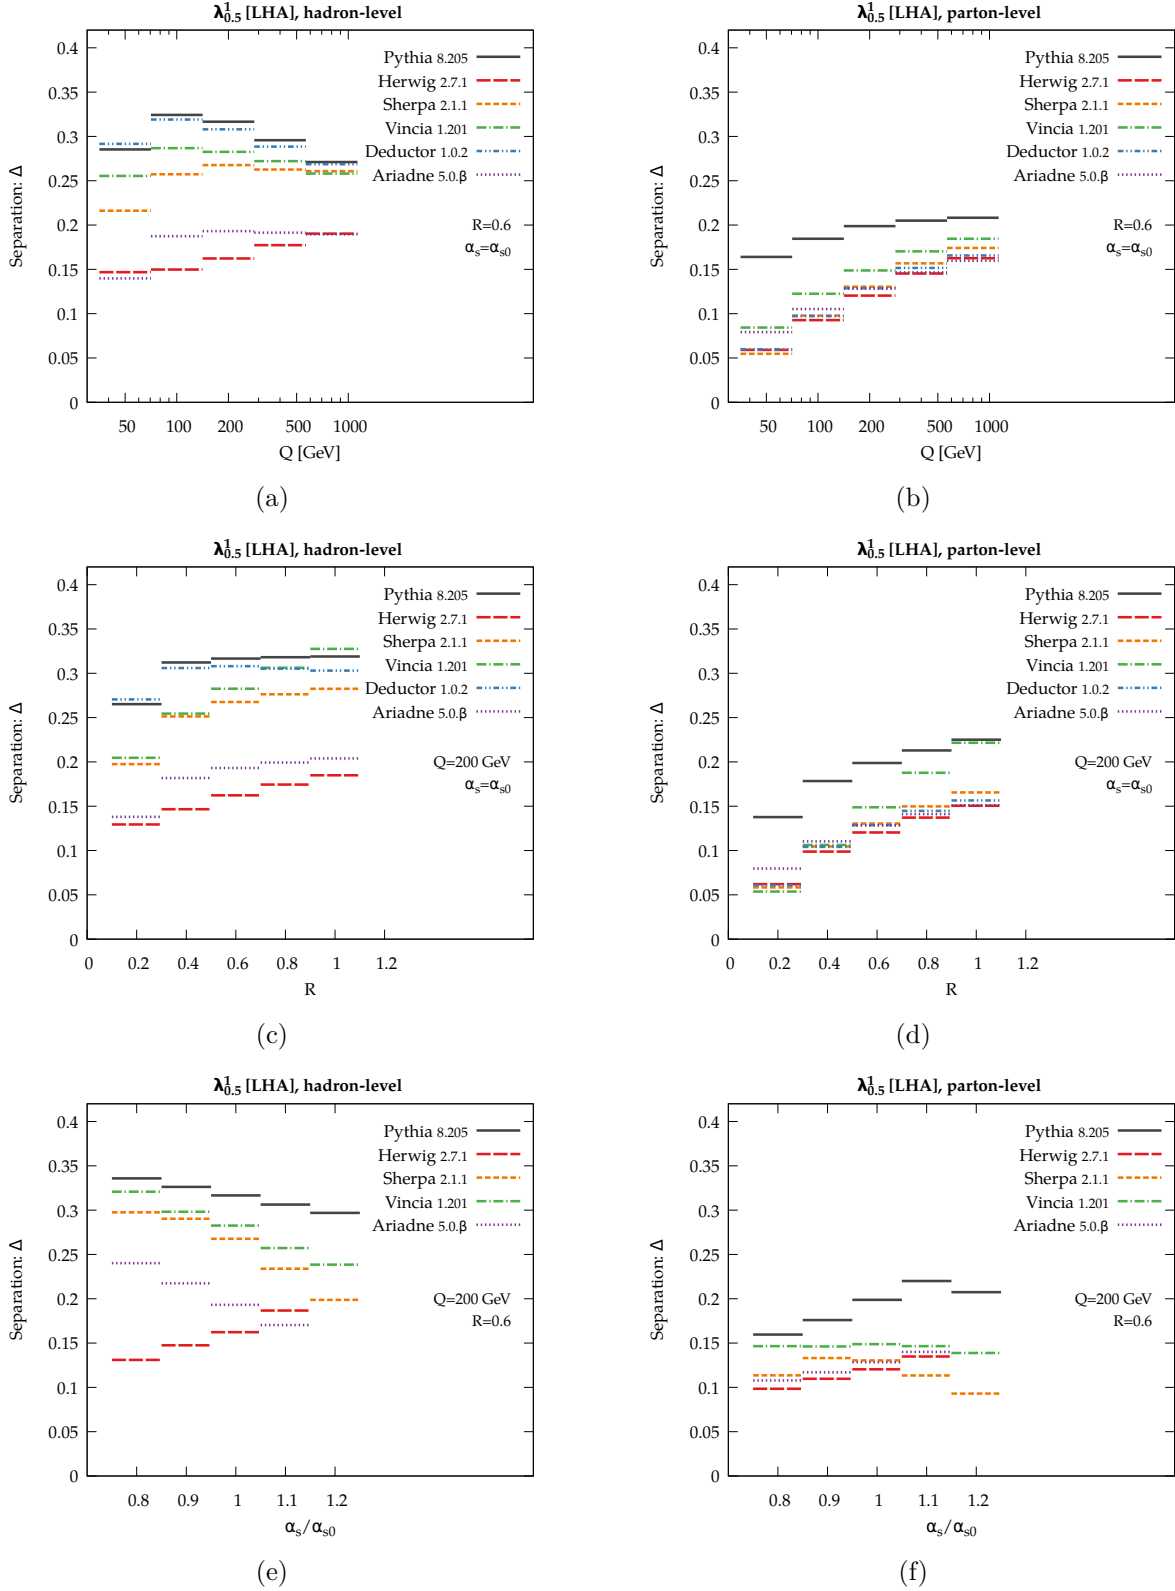 λ¹₀.₅ [LHA], hadron-level
Separation: Δ
0.4
0.35
0.3
0.25
0.2
0.15
0.1
0.05
0
Pythia 8.205
Herwig 2.7.1
Sherpa 2.1.1
Vincia 1.201
Deductor 1.0.2
Ariadne 5.0.β
R=0.6
αs=αs0
50 100 200 500 1000
Q [GeV]
(a)
λ¹₀.₅ [LHA], parton-level
Separation: Δ
0.4
0.35
0.3
0.25
0.2
0.15
0.1
0.05
0
Pythia 8.205
Herwig 2.7.1
Sherpa 2.1.1
Vincia 1.201
Deductor 1.0.2
Ariadne 5.0.β
R=0.6
αs=αs0
50 100 200 500 1000
Q [GeV]
(b)
λ¹₀.₅ [LHA], hadron-level
Separation: Δ
0.4
0.35
0.3
0.25
0.2
0.15
0.1
0.05
0
Pythia 8.205
Herwig 2.7.1
Sherpa 2.1.1
Vincia 1.201
Deductor 1.0.2
Ariadne 5.0.β
Q=200 GeV
αs=αs0
0 0.2 0.4 0.6 0.8 1 1.2
R
(c)
λ¹₀.₅ [LHA], parton-level
Separation: Δ
0.4
0.35
0.3
0.25
0.2
0.15
0.1
0.05
0
Pythia 8.205
Herwig 2.7.1
Sherpa 2.1.1
Vincia 1.201
Deductor 1.0.2
Ariadne 5.0.β
Q=200 GeV
αs=αs0
0 0.2 0.4 0.6 0.8 1 1.2
R
(d)
λ¹₀.₅ [LHA], hadron-level
Separation: Δ
0.4
0.35
0.3
0.25
0.2
0.15
0.1
0.05
0
Pythia 8.205
Herwig 2.7.1
Sherpa 2.1.1
Vincia 1.201
Ariadne 5.0.β
Q=200 GeV
R=0.6
0.8 0.9 1 1.1 1.2
αs/αs0
(e)
λ¹₀.₅ [LHA], parton-level
Separation: Δ
0.4
0.35
0.3
0.25
0.2
0.15
0.1
0.05
0
Pythia 8.205
Herwig 2.7.1
Sherpa 2.1.1
Vincia 1.201
Ariadne 5.0.β
Q=200 GeV
R=0.6
0.8 0.9 1 1.1 1.2
αs/αs0
(f)